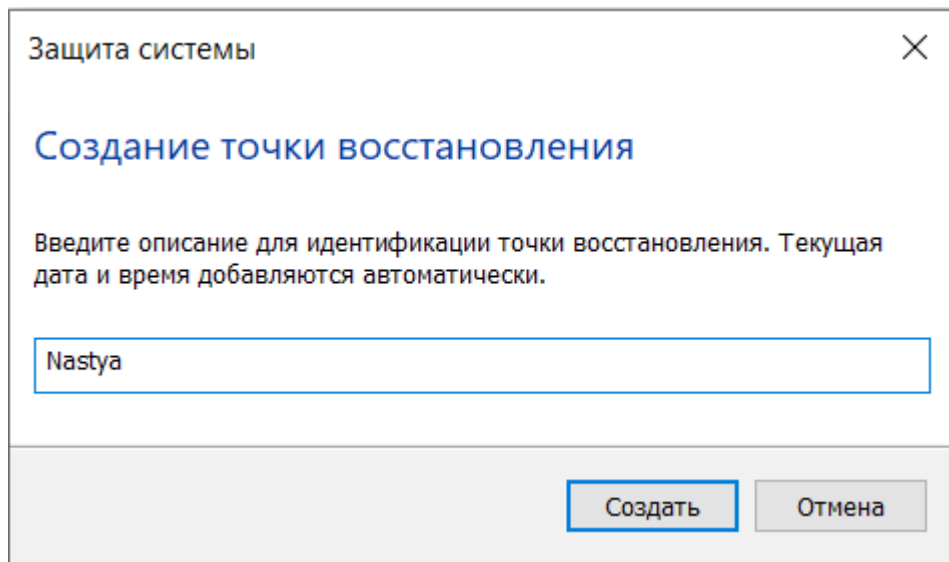 Защита системы
Создание точки восстановления
Введите описание для идентификации точки восстановления. Текущая
дата и время добавляются автоматически.
Nastya
Создать Отмена